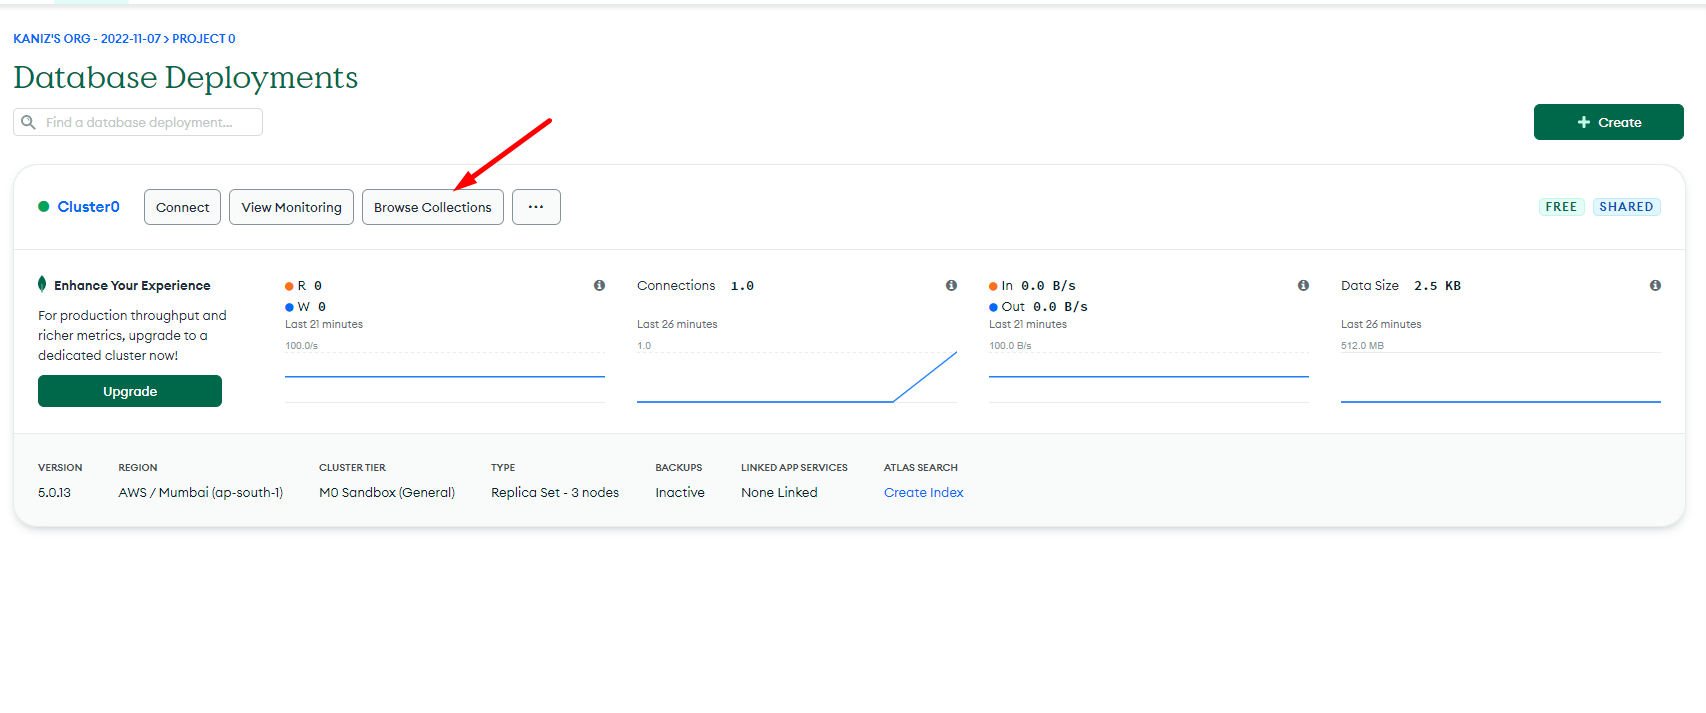 KANIZ'S ORG - 2022-11-07 > PROJECT 0
Database Deployments
Find a database deployment...
+ Create
Cluster0
Connect
View Monitoring
Browse Collections
...
FREE
SHARED
Enhance Your Experience
For production throughput and
richer metrics, upgrade to a
dedicated cluster now!
Upgrade
R 0
W 0
Last 21 minutes
100.0/s
Connections 1.0
Last 26 minutes
1.0
In 0.0 B/s
Out 0.0 B/s
Last 21 minutes
100.0 B/s
Data Size 2.5 KB
Last 26 minutes
512.0 MB
VERSION
5.0.13
REGION
AWS / Mumbai (ap-south-1)
CLUSTER TIER
M0 Sandbox (General)
TYPE
Replica Set - 3 nodes
BACKUPS
Inactive
LINKED APP SERVICES
None Linked
ATLAS SEARCH
Create Index